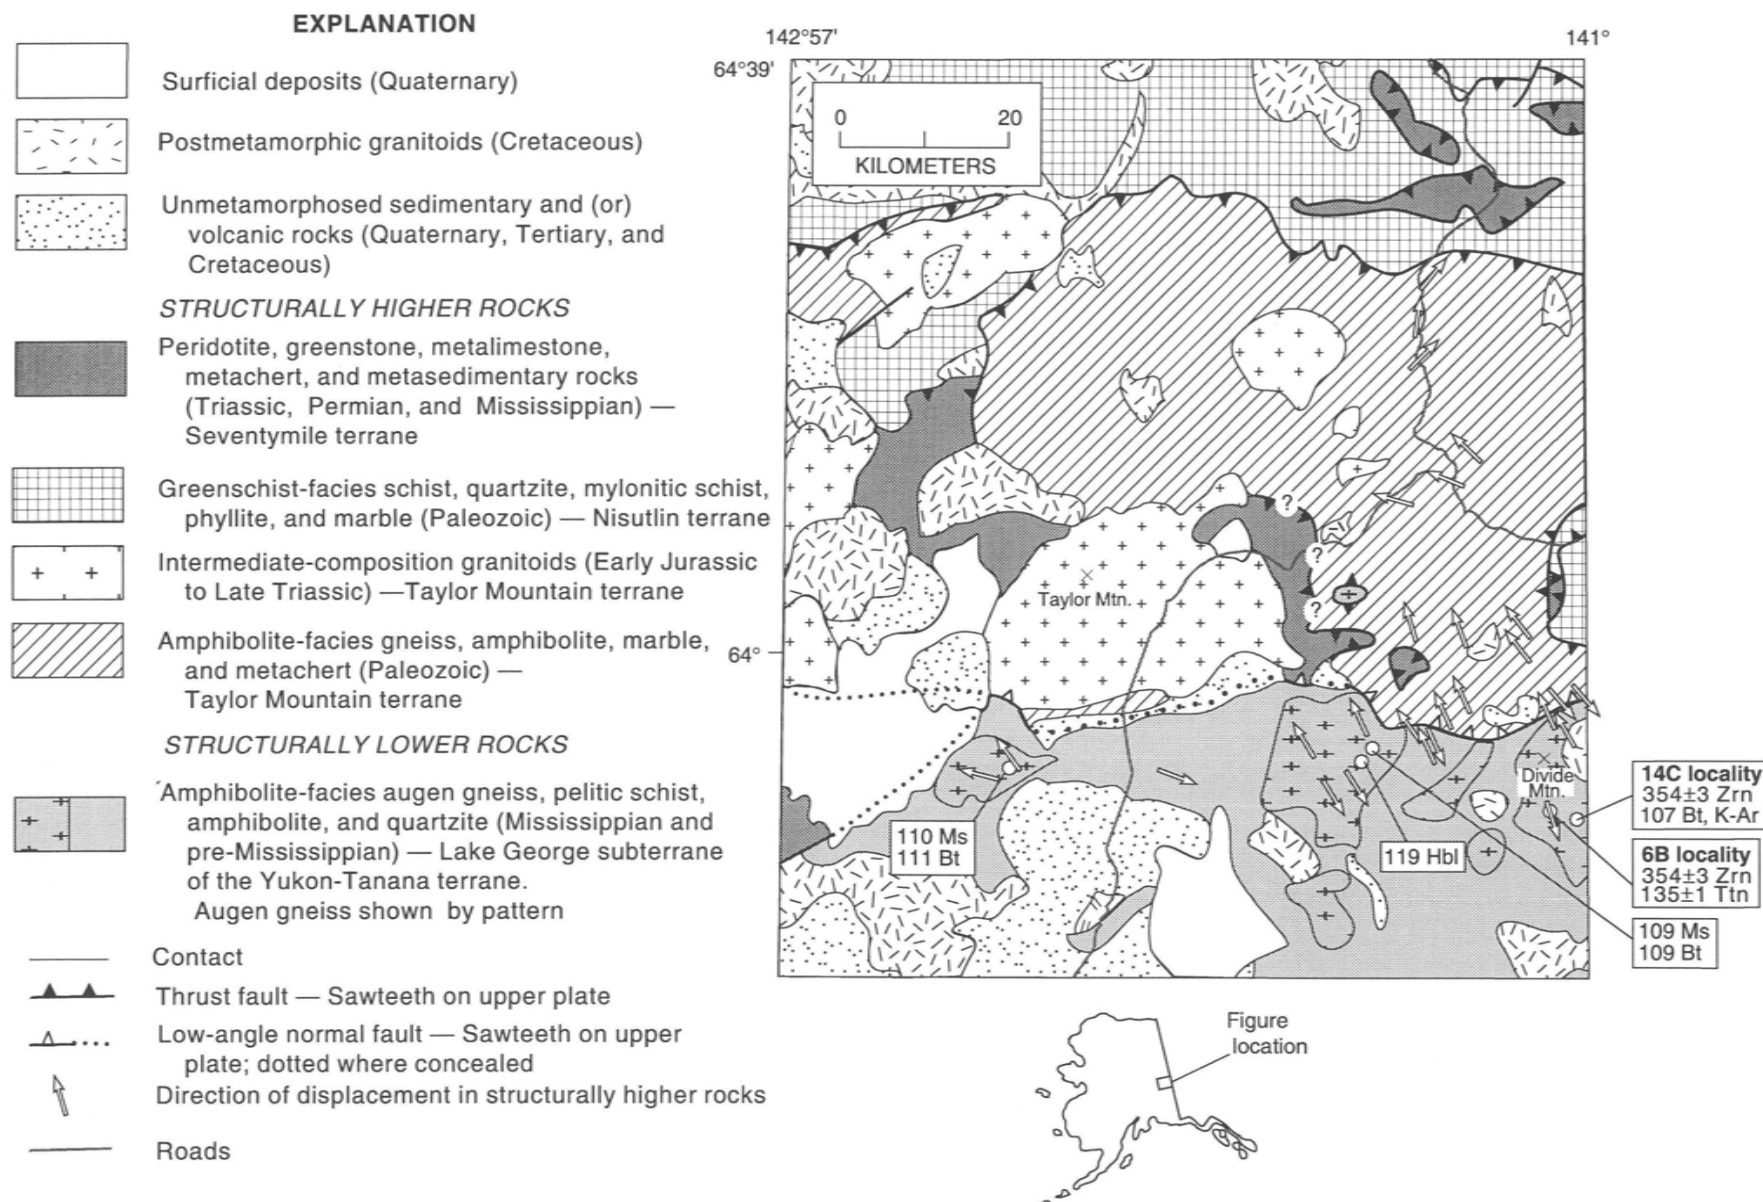 EXPLANATION
Surficial deposits (Quaternary)
Postmetamorphic granitoids (Cretaceous)
Unmetamorphosed sedimentary and (or)
volcanic rocks (Quaternary, Tertiary, and
Cretaceous)
STRUCTURALLY HIGHER ROCKS
Peridotite, greenstone, metalimestone,
metachert, and metasedimentary rocks
(Triassic, Permian, and Mississippian) —
Seventymile terrane
Greenschist-facies schist, quartzite, mylonitic schist,
phyllite, and marble (Paleozoic) — Nisutlin terrane
Intermediate-composition granitoids (Early Jurassic
to Late Triassic) —Taylor Mountain terrane
Amphibolite-facies gneiss, amphibolite, marble,
and metachert (Paleozoic) —
Taylor Mountain terrane
STRUCTURALLY LOWER ROCKS
Amphibolite-facies augen gneiss, pelitic schist,
amphibolite, and quartzite (Mississippian and
pre-Mississippian) — Lake George subterrane
of the Yukon-Tanana terrane.
Augen gneiss shown by pattern
Contact
Thrust fault — Sawteeth on upper plate
Low-angle normal fault — Sawteeth on upper
plate; dotted where concealed
Direction of displacement in structurally higher rocks
Roads
142°57'
141°
64°39'
0 20
KILOMETERS
?
?
?
Taylor Mtn.
64°
Divide
Mtn.
110 Ms
111 Bt
119 Hbl
14C locality
354±3 Zrn
107 Bt, K-Ar
6B locality
354±3 Zrn
135±1 Ttn
109 Ms
109 Bt
Figure
location